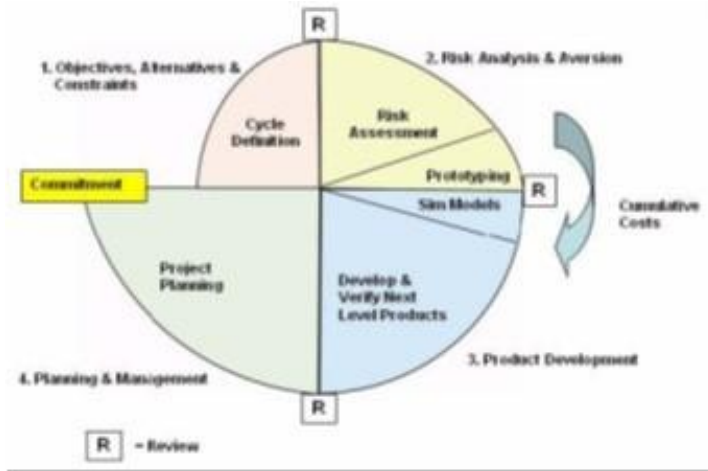 R
1. Objectives, Alternatives &
Constraints
2. Risk Analysis & Aversion
Cycle
Definition
Risk
Assessment
Prototyping
Commitment
R
Sim Models
Cumulative
Costs
Project
Planning
Develop &
Verify Next
Level Products
3. Product Development
4. Planning & Management
R
R = Review